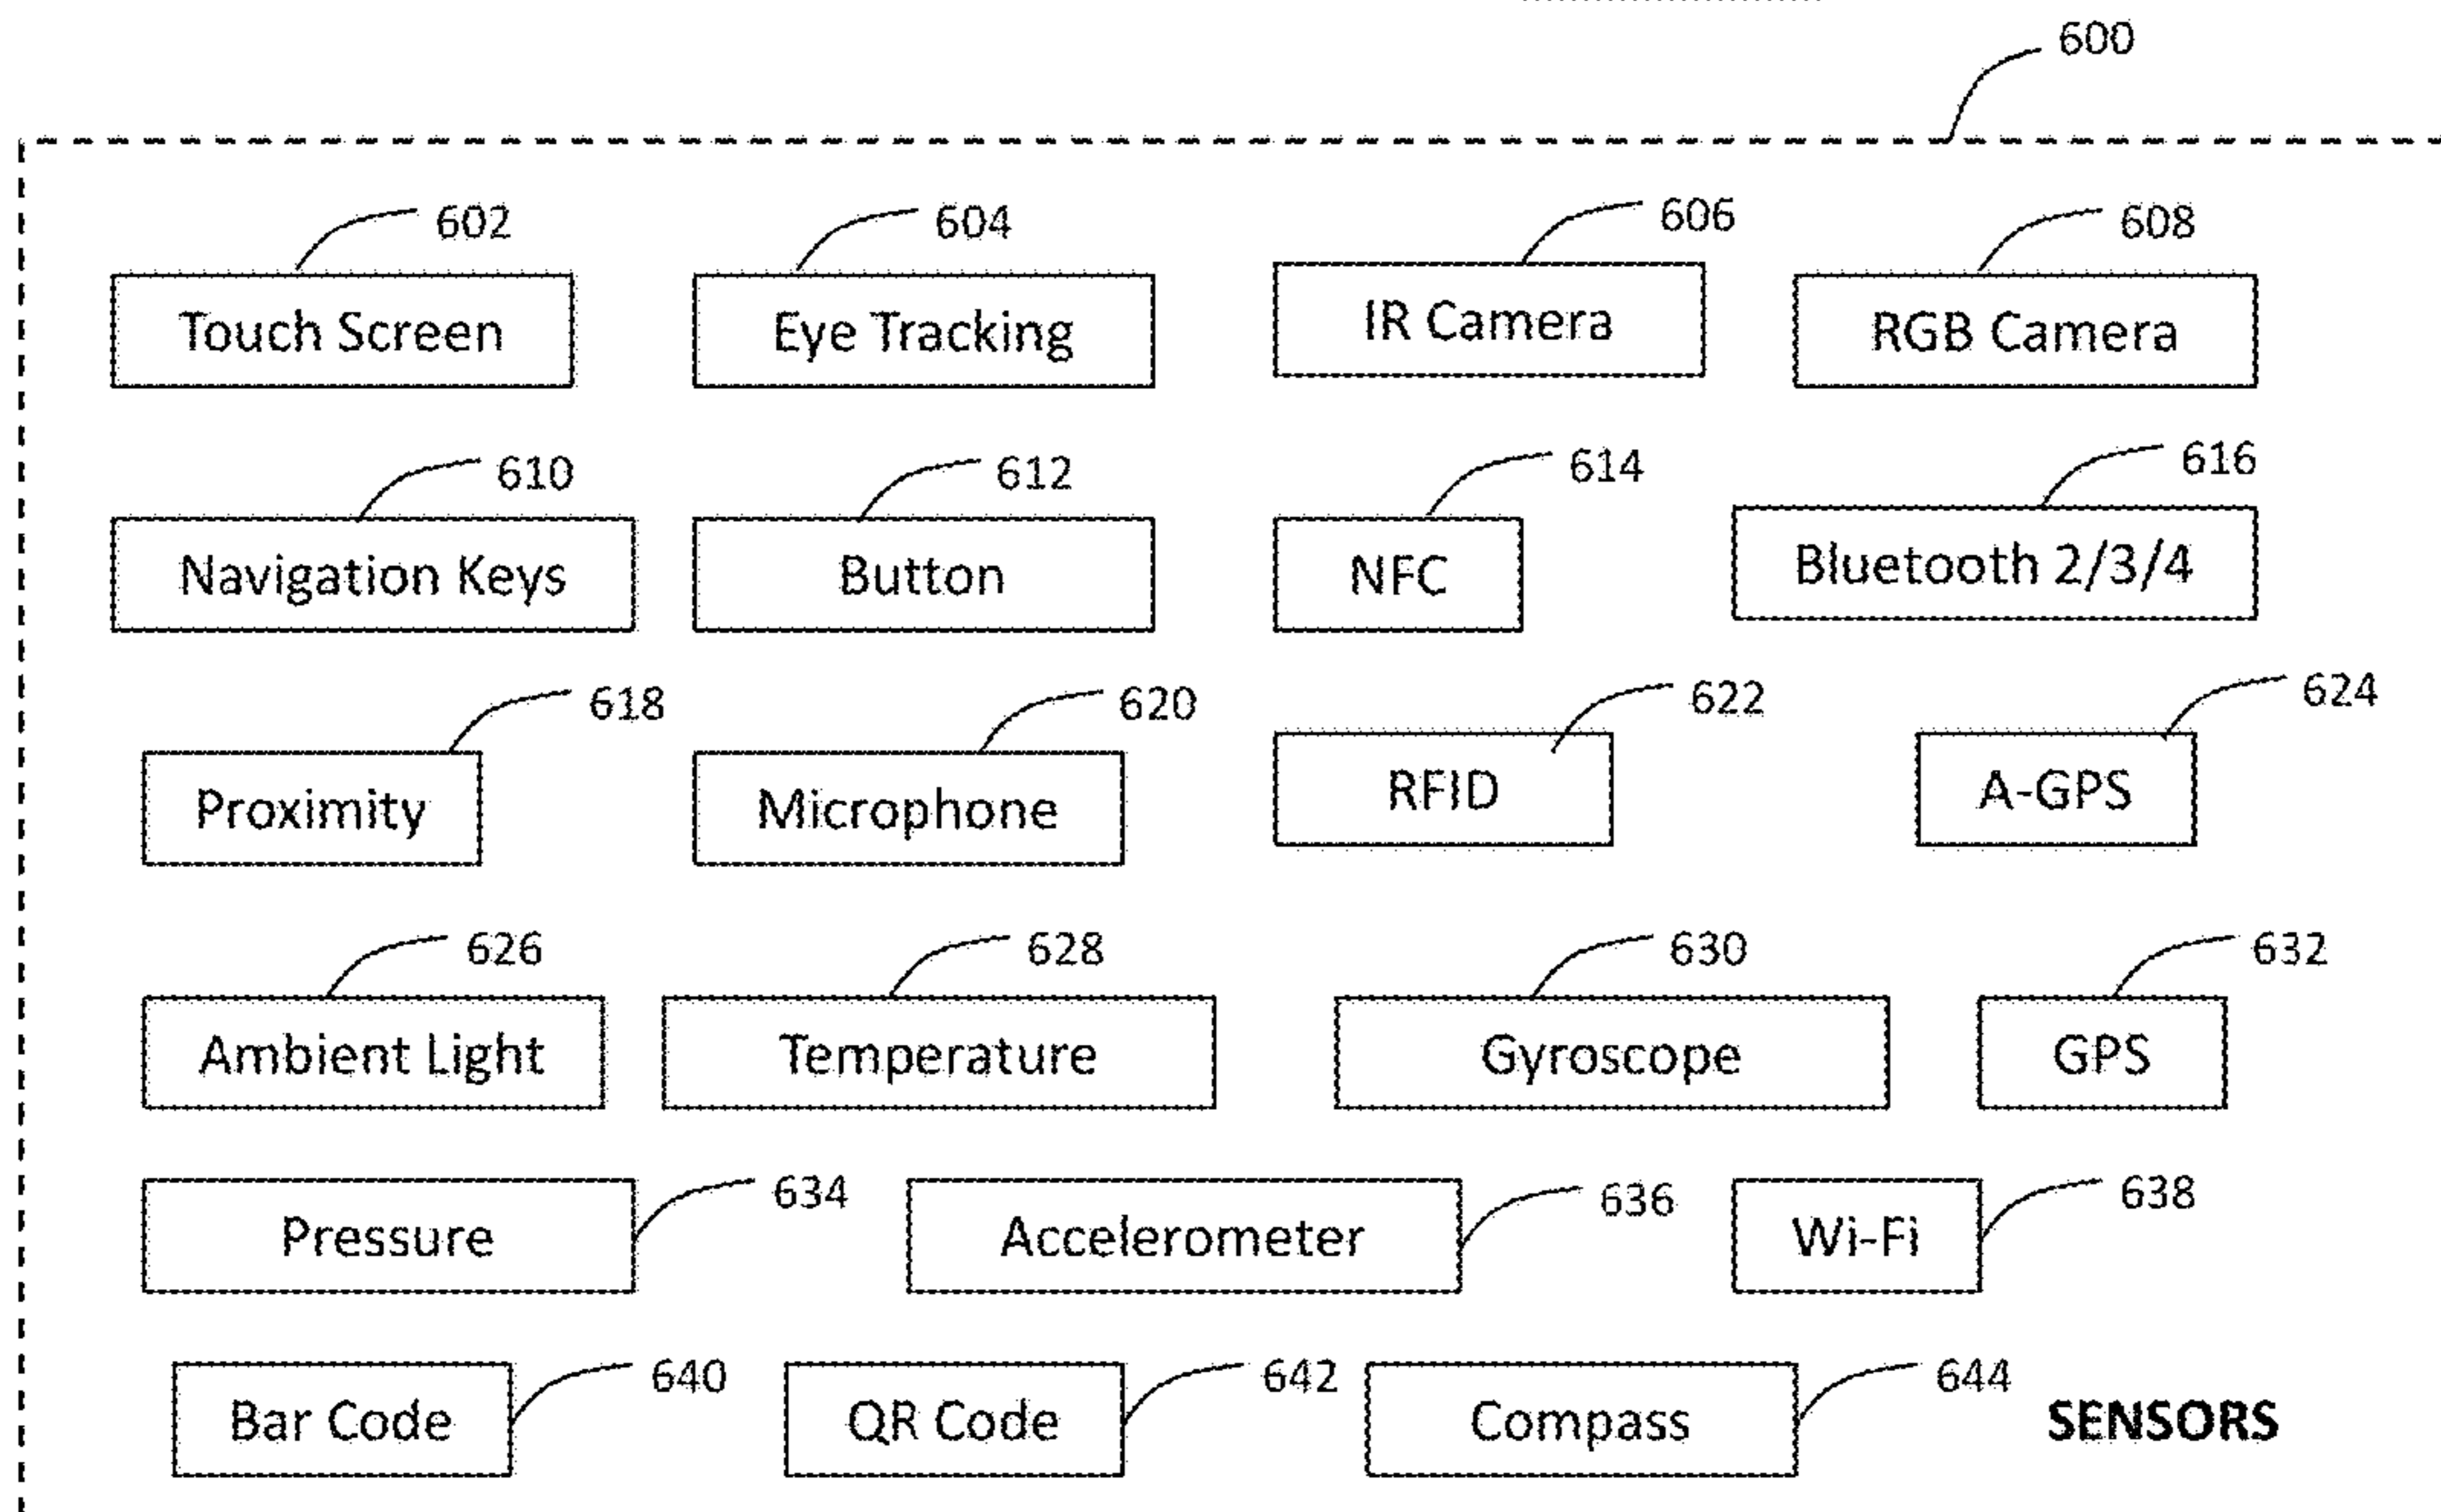 600
602 604 606 608
Touch Screen Eye Tracking IR Camera RGB Camera
610 612 614 616
Navigation Keys Button NFC Bluetooth 2/3/4
618 620 622 624
Proximity Microphone RFID A-GPS
626 628 630 632
Ambient Light Temperature Gyroscope GPS
634 636 638
Pressure Accelerometer Wi-Fi
640 642 644
Bar Code QR Code Compass SENSORS